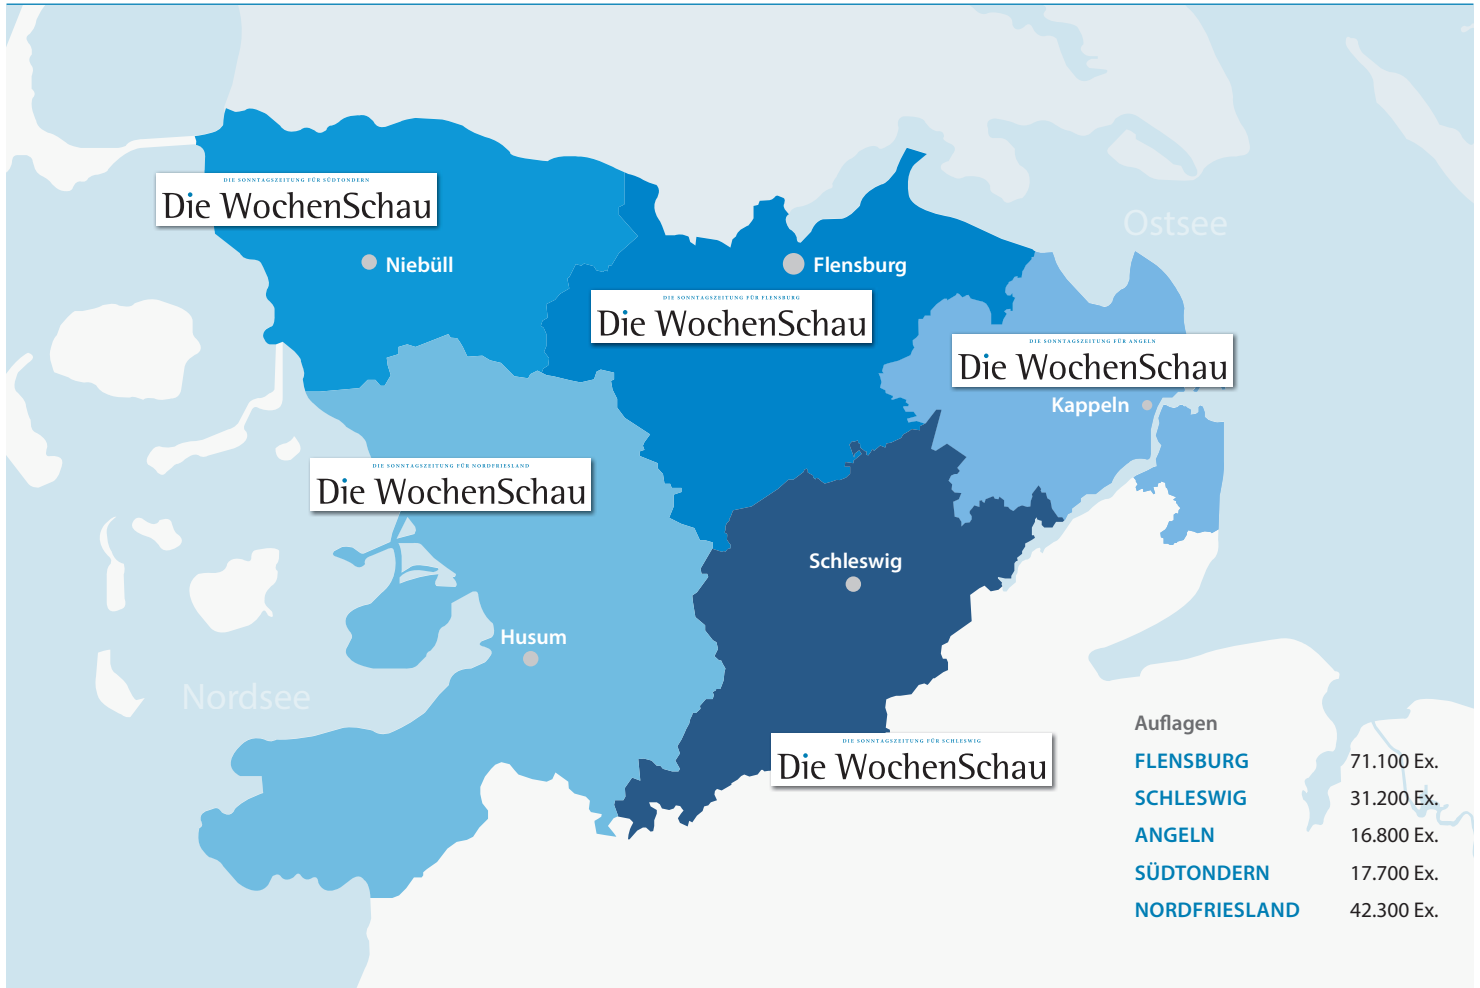 DIE SONNTAGSZEITUNG FÜR SÜDTONDERN
Die WochenSchau
Niebüll
Ostsee
Flensburg
DIE SONNTAGSZEITUNG FÜR FLENSBURG
Die WochenSchau
DIE SONNTAGSZEITUNG FÜR ANGELN
Die WochenSchau
Kappeln
DIE SONNTAGSZEITUNG FÜR NORDFRIESLAND
Die WochenSchau
Schleswig
Husum
Nordsee
DIE SONNTAGSZEITUNG FÜR SCHLESWIG
Die WochenSchau
Auflagen
FLENSBURG 71.100 Ex.
SCHLESWIG 31.200 Ex.
ANGELN 16.800 Ex.
SÜDTONDERN 17.700 Ex.
NORDFRIESLAND 42.300 Ex.